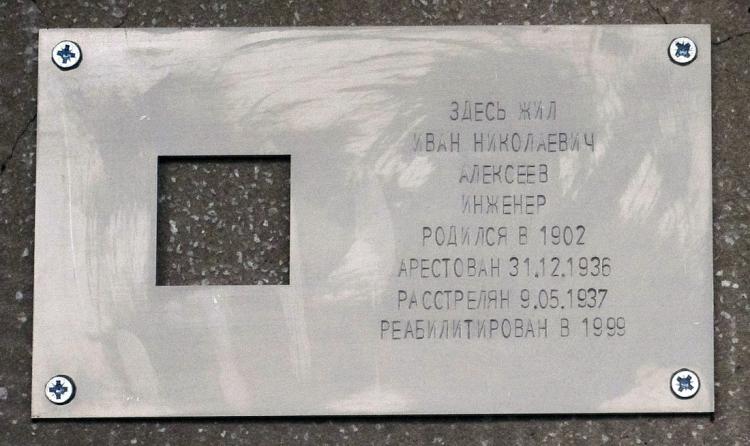 ЗДЕСЬ ЖИЛ
ИВАН НИКОЛАЕВИЧ
АЛЕКСЕЕВ
ИНЖЕНЕР
РОДИЛСЯ В 1902
АРЕСТОВАН 31.12.1936
РАССТРЕЛЯН 9.05.1937
РЕАБИЛИТИРОВАН В 1999